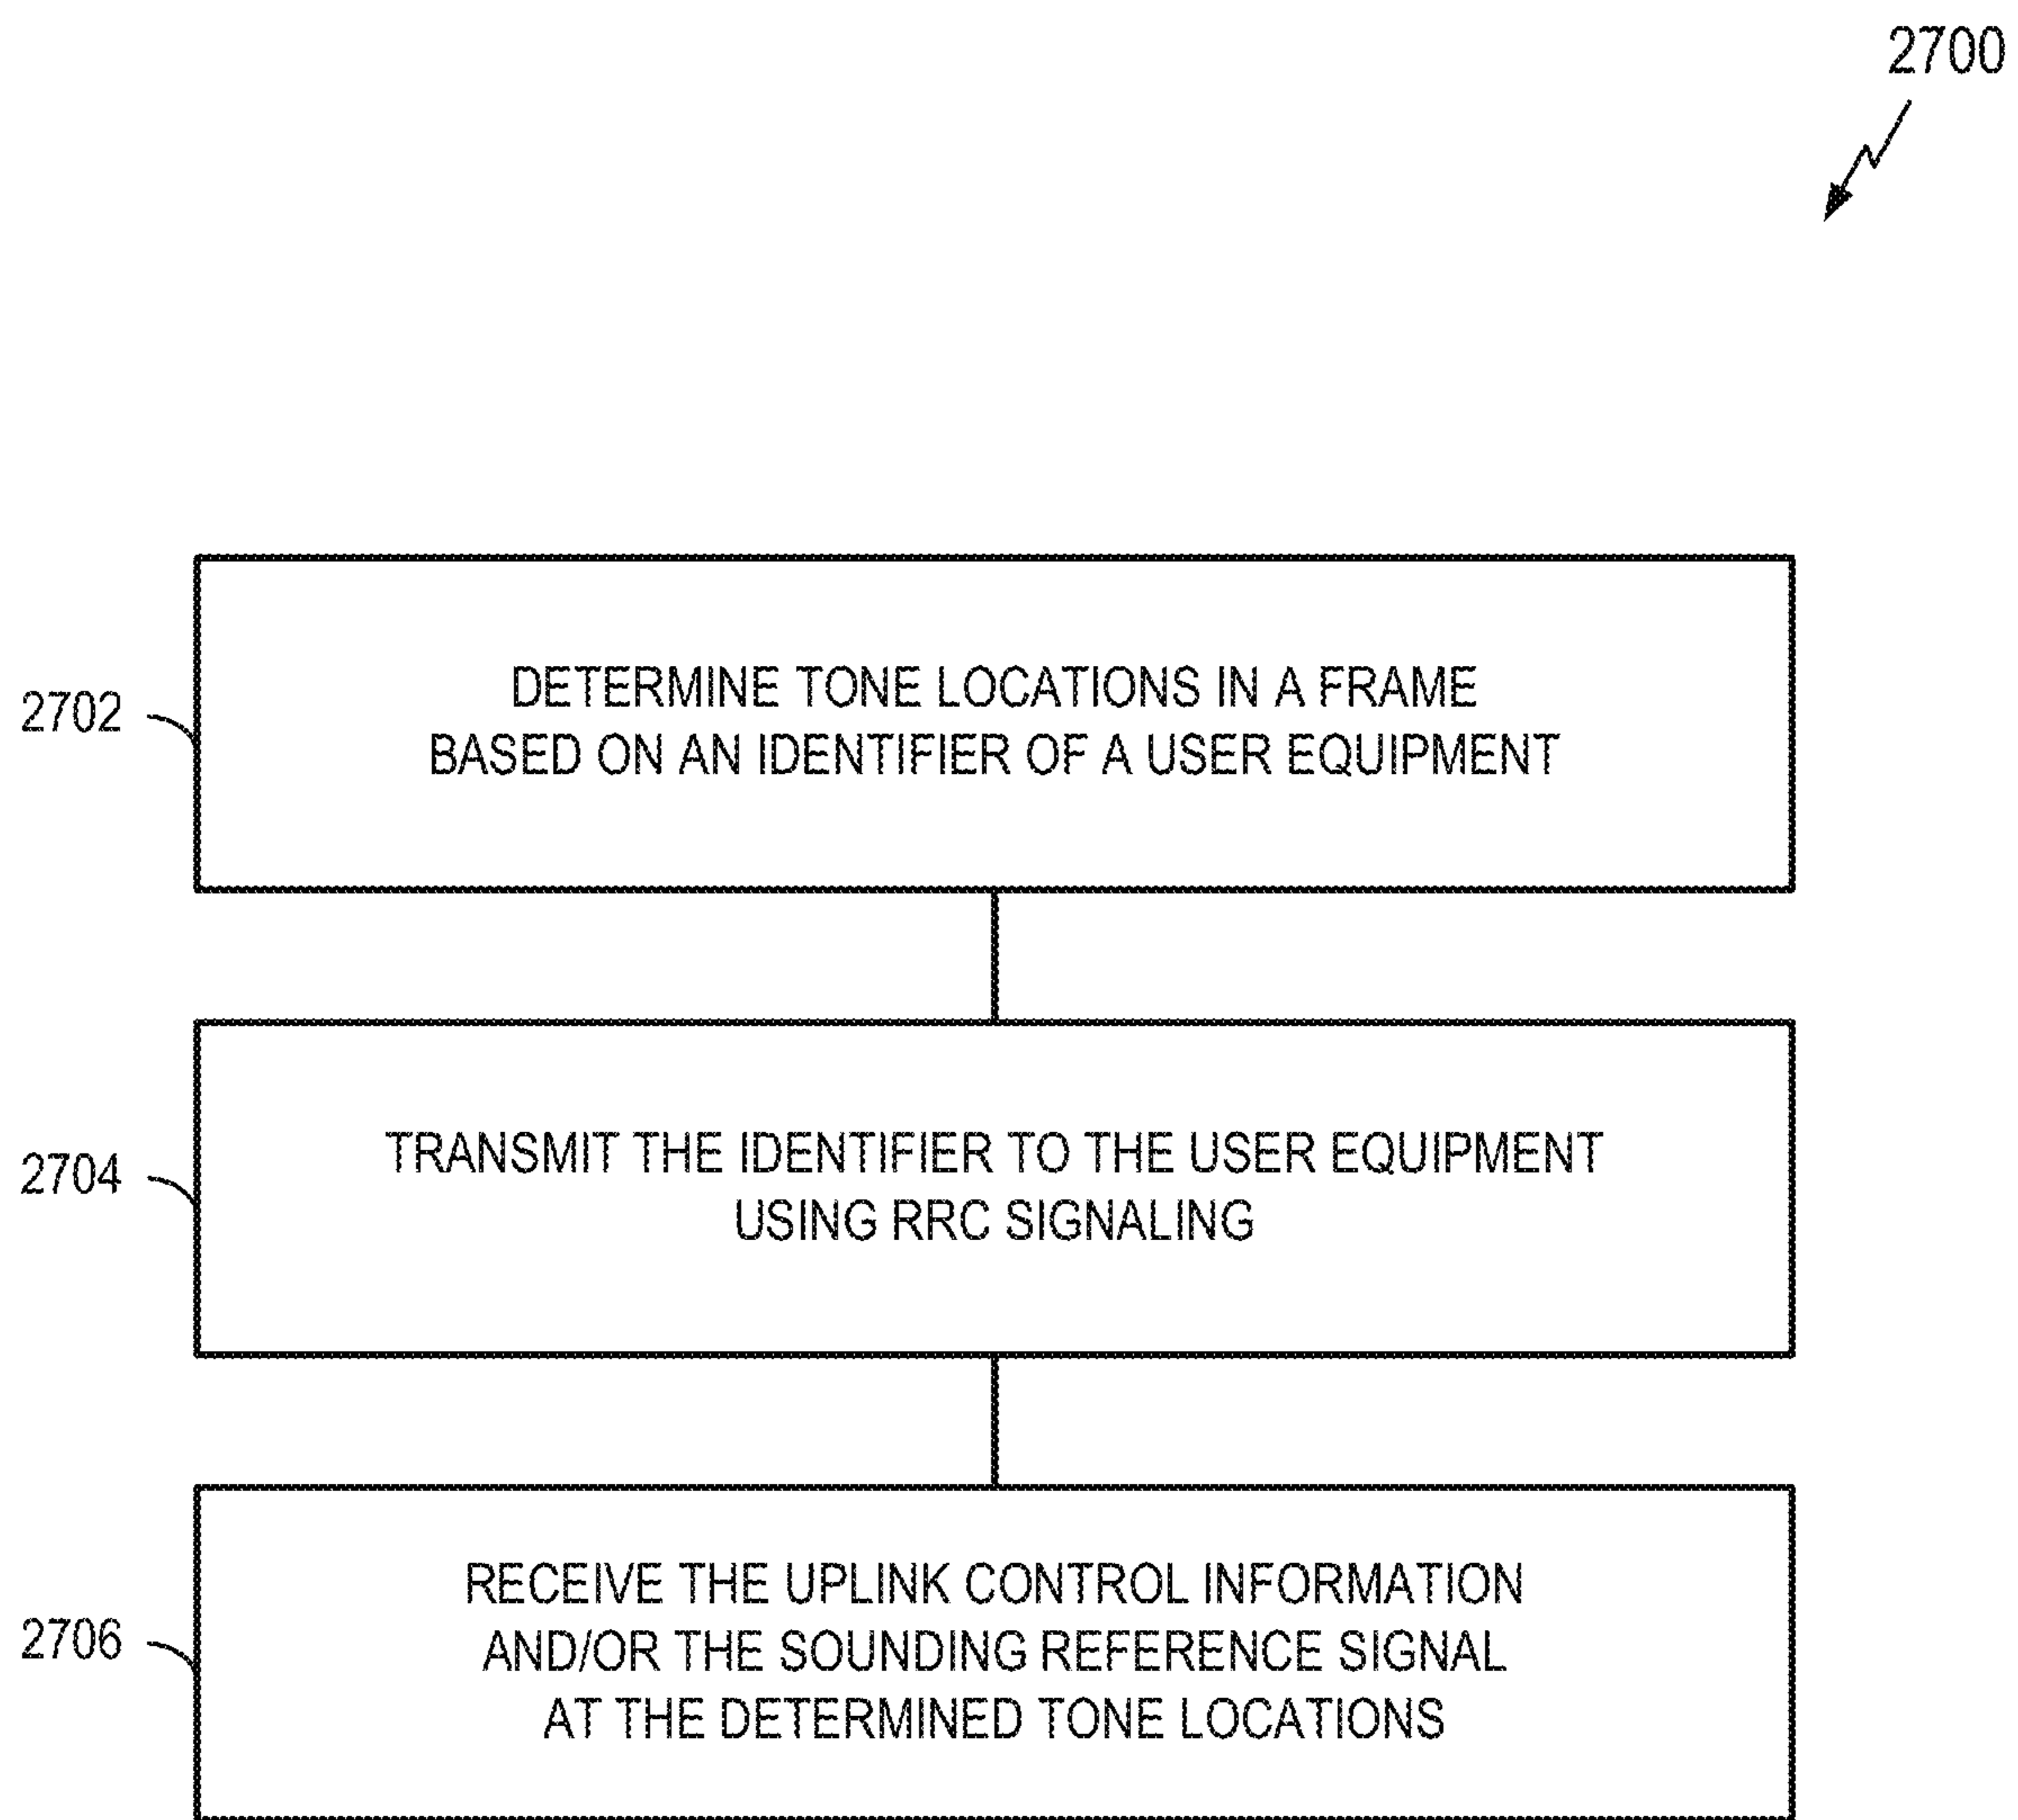 2700
2702
DETERMINE TONE LOCATIONS IN A FRAME
BASED ON AN IDENTIFIER OF A USER EQUIPMENT
2704
TRANSMIT THE IDENTIFIER TO THE USER EQUIPMENT
USING RRC SIGNALING
2706
RECEIVE THE UPLINK CONTROL INFORMATION
AND/OR THE SOUNDING REFERENCE SIGNAL
AT THE DETERMINED TONE LOCATIONS